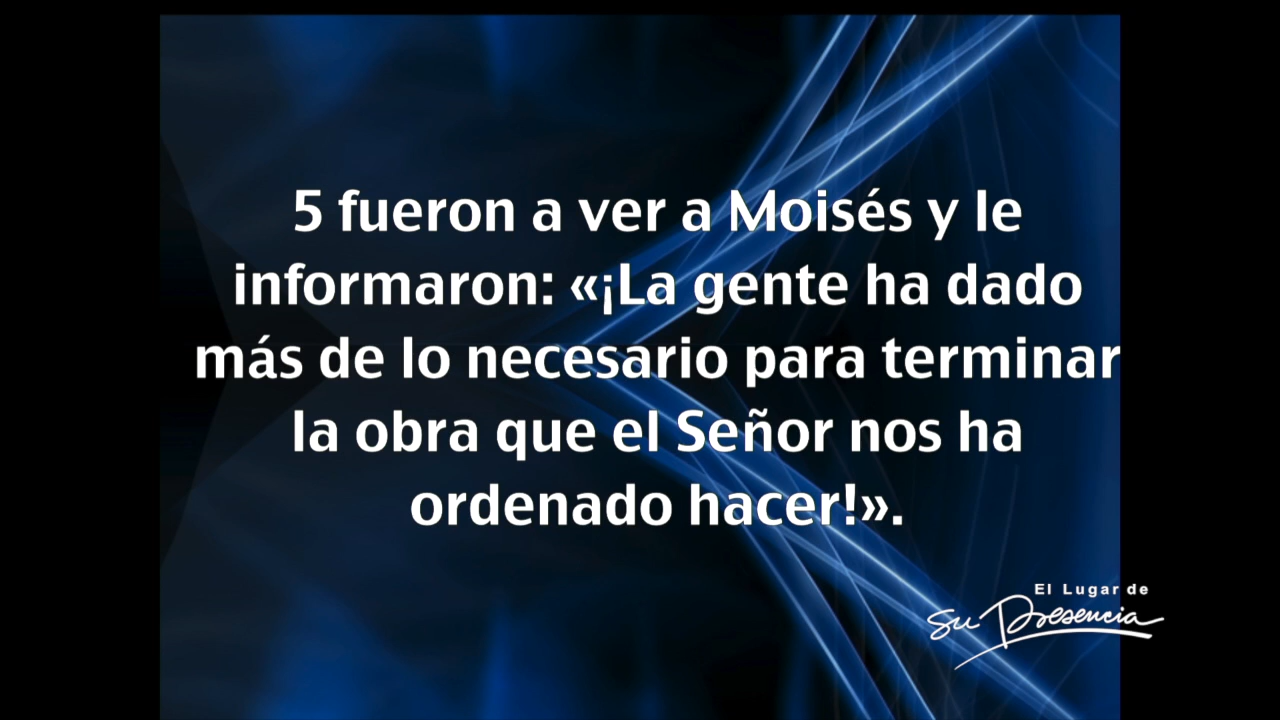 5 fueron a ver a Moisés y le
informaron: «¡La gente ha dado
más de lo necesario para terminar
la obra que el Señor nos ha
ordenado hacer!».
El Lugar de
Su Presencia